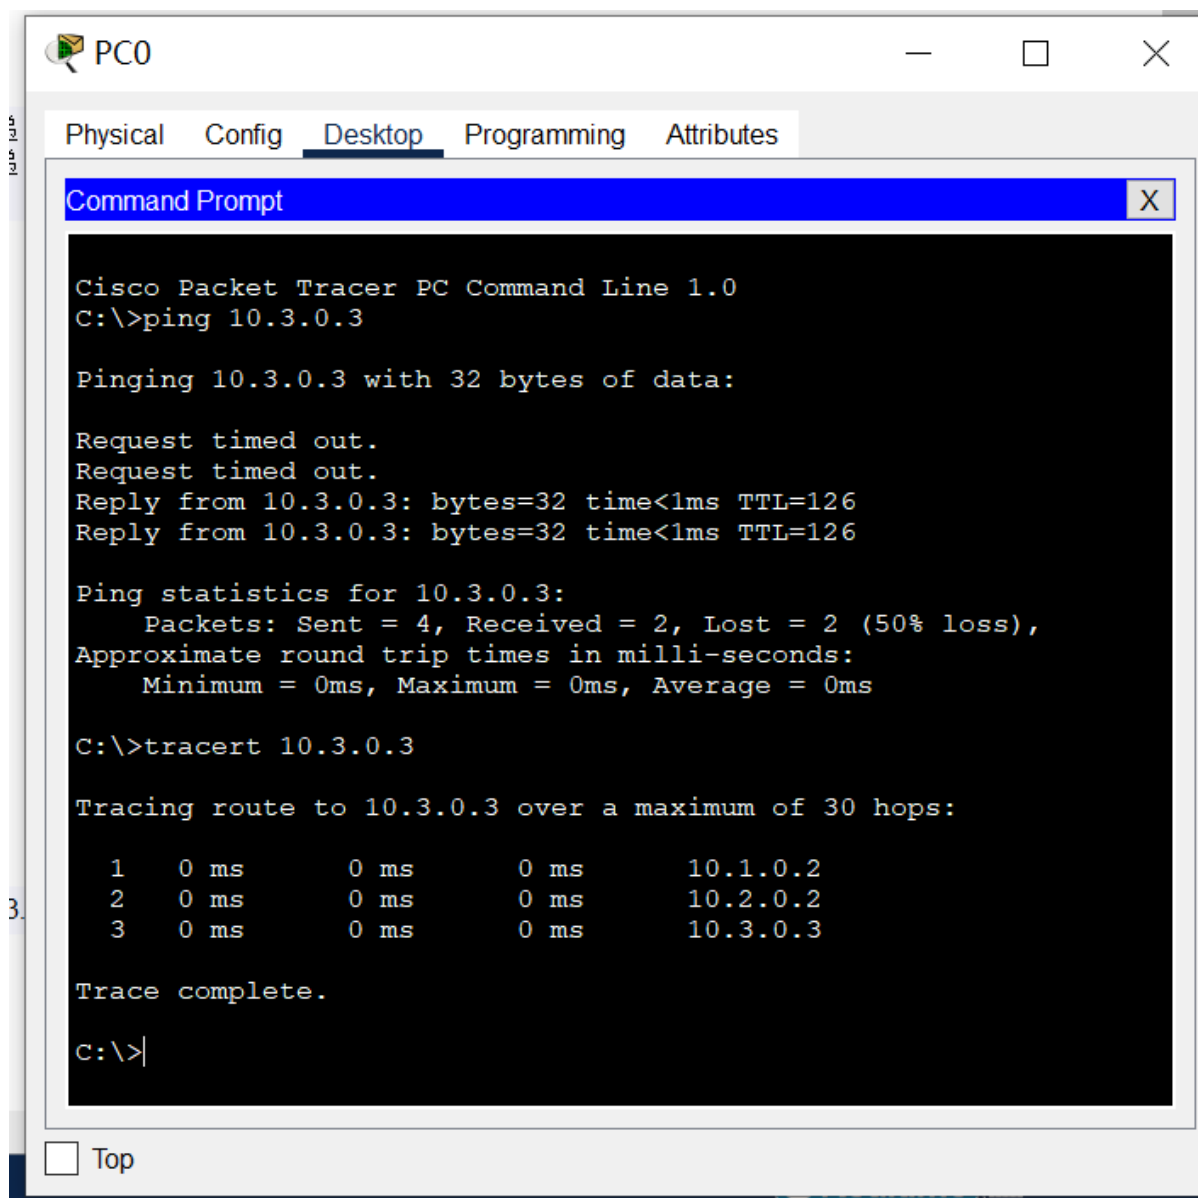 PC0
Physical Config Desktop Programming Attributes
Command Prompt X
Cisco Packet Tracer PC Command Line 1.0
C:\>ping 10.3.0.3
Pinging 10.3.0.3 with 32 bytes of data:
Request timed out.
Request timed out.
Reply from 10.3.0.3: bytes=32 time<1ms TTL=126
Reply from 10.3.0.3: bytes=32 time<1ms TTL=126
Ping statistics for 10.3.0.3:
Packets: Sent = 4, Received = 2, Lost = 2 (50% loss),
Approximate round trip times in milli-seconds:
Minimum = 0ms, Maximum = 0ms, Average = 0ms
C:\>tracert 10.3.0.3
Tracing route to 10.3.0.3 over a maximum of 30 hops:
1 0 ms 0 ms 0 ms 10.1.0.2
2 0 ms 0 ms 0 ms 10.2.0.2
3 0 ms 0 ms 0 ms 10.3.0.3
Trace complete.
C:\>
Top